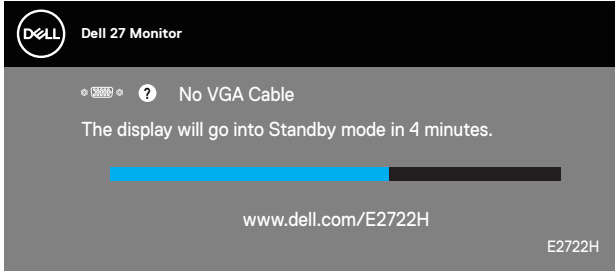 DELL
Dell 27 Monitor
? No VGA Cable
The display will go into Standby mode in 4 minutes.
www.dell.com/E2722H
E2722H